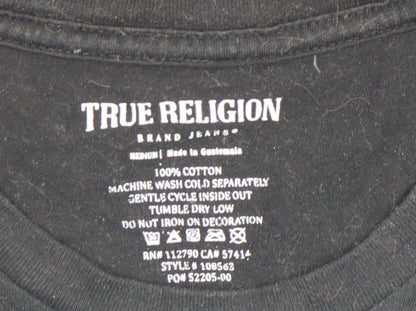 TRUE RELIGION
BRAND JEANS®
MEDIUM | Made in Guatemala
100% COTTON
MACHINE WASH COLD SEPARATELY
GENTLE CYCLE INSIDE OUT
TUMBLE DRY LOW
DO NOT IRON ON DECORATION
RN# 112790 CA# 57414
STYLE # 108563
PO# 52205-00